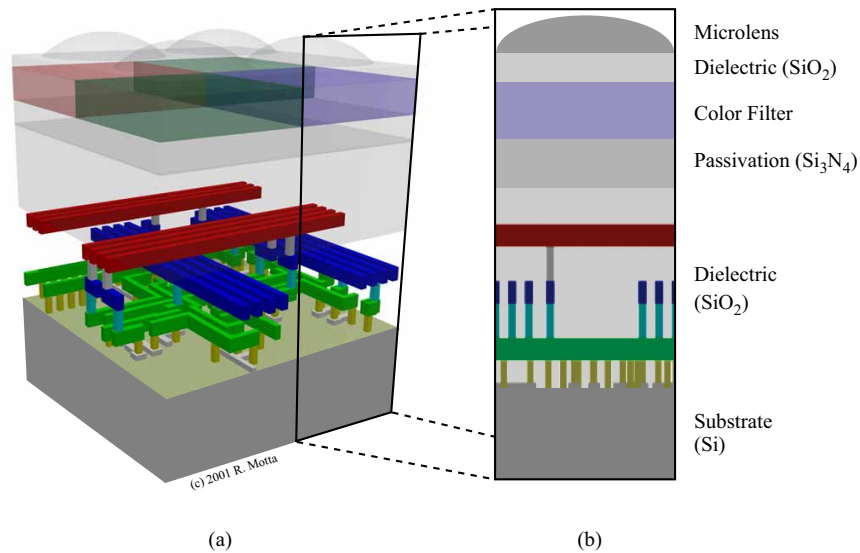 Microlens
Dielectric (SiO2)
Color Filter
Passivation (Si3N4)
Dielectric
(SiO2)
Substrate
(Si)
(c) 2001 R. Motta
(a)
(b)